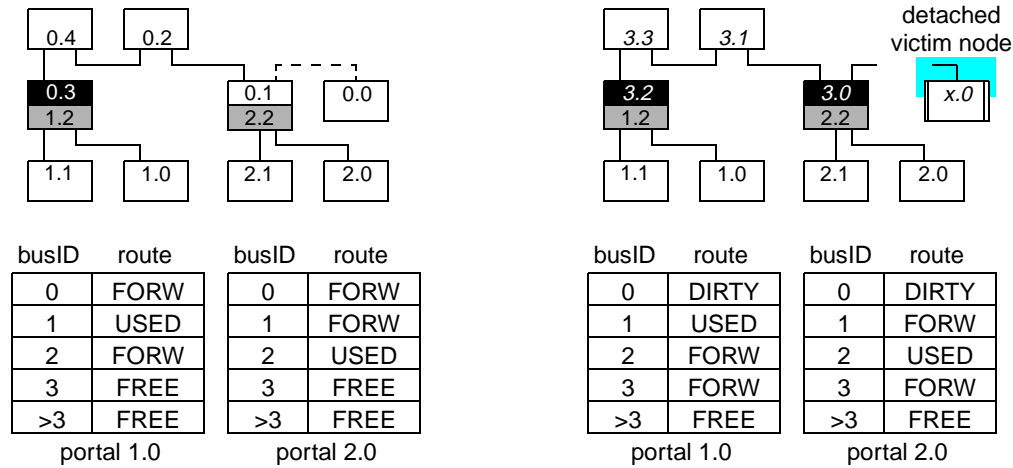 detached
victim node
0.4 0.2 3.3 3.1
0.3 0.1 0.0 3.2 3.0 x.0
1.2 2.2 1.2 2.2
1.1 1.0 2.1 2.0 1.1 1.0 2.1 2.0
busID route busID route busID route busID route
0 FORW 0 FORW 0 DIRTY 0 DIRTY
1 USED 1 FORW 1 USED 1 FORW
2 FORW 2 USED 2 FORW 2 USED
3 FREE 3 FREE 3 FORW 3 FORW
>3 FREE >3 FREE >3 FREE >3 FREE
portal 1.0 portal 2.0 portal 1.0 portal 2.0